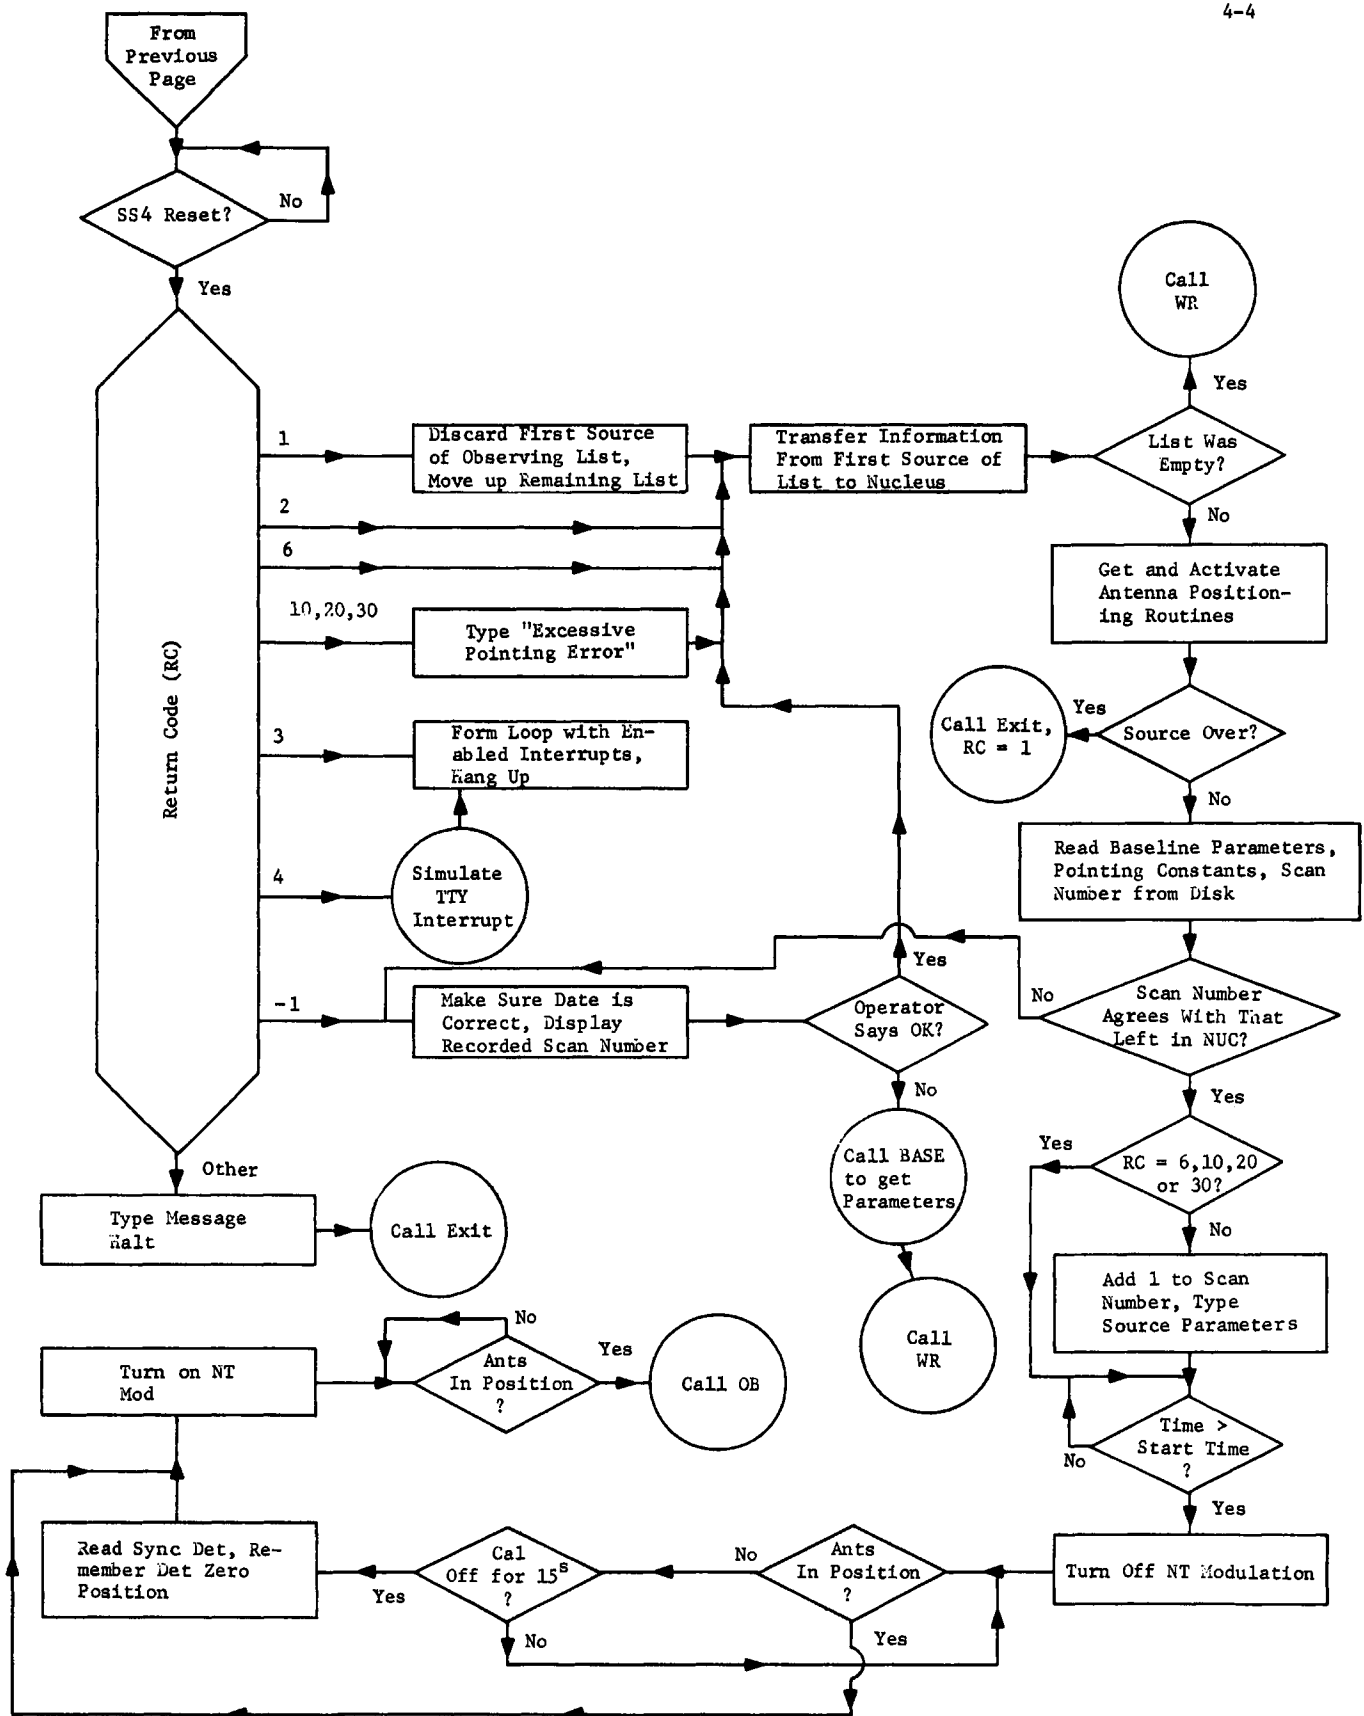 4-4
From
Previous
Page
SS4 Reset?
No
Yes
Call
WR
Yes
1
Discard First Source
of Observing List,
Move up Remaining List
Transfer Information
From First Source of
List to Nucleus
List Was
Empty?
No
2
6
Get and Activate
Antenna Position-
ing Routines
10,20,30
Type "Excessive
Pointing Error"
Return Code (RC)
3
Form Loop with En-
abled Interrupts,
Hang Up
Call Exit,
RC = 1
Yes
Source Over?
No
Read Baseline Parameters,
Pointing Constants, Scan
Number from Disk
4
Simulate
TTY
Interrupt
Yes
-1
Make Sure Date is
Correct, Display
Recorded Scan Number
Operator
Says OK?
No
No
Scan Number
Agrees With That
Left in NUC?
Yes
Other
Type Message
Halt
Call Exit
Call BASE
to get
Parameters
Yes
RC = 6,10,20
or 30?
No
Call
WR
Add 1 to Scan
Number, Type
Source Parameters
Turn on NT
Mod
No
Ants
In Position
?
Yes
Call OB
Time >
Start Time
?
No
Yes
Read Sync Det, Re-
member Det Zero
Position
Yes
Cal
Off for 15s
?
No
No
Ants
In Position
?
Yes
Turn Off NT Modulation